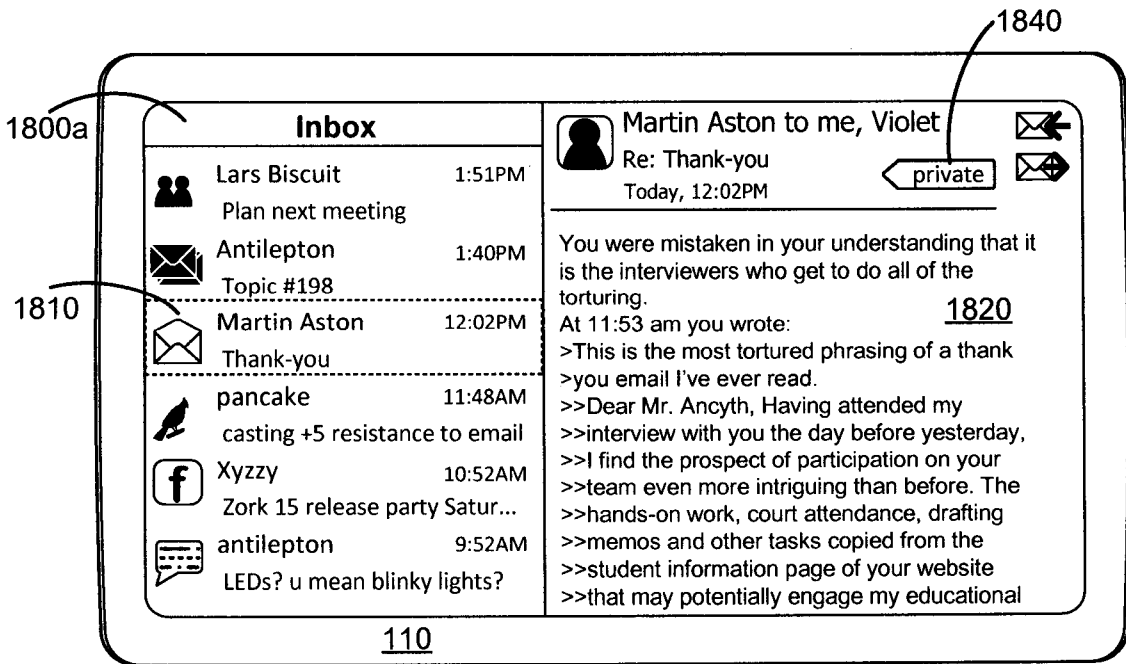 1840
1800a
Inbox
Lars Biscuit 1:51PM
Plan next meeting
Antilepton 1:40PM
Topic #198
1810
Martin Aston 12:02PM
Thank-you
pancake 11:48AM
casting +5 resistance to email
f
Xyzzy 10:52AM
Zork 15 release party Satur...
antilepton 9:52AM
LEDs? u mean blinky lights?
Martin Aston to me, Violet
Re: Thank-you
private
Today, 12:02PM
You were mistaken in your understanding that it
is the interviewers who get to do all of the
torturing.
1820
At 11:53 am you wrote:
>This is the most tortured phrasing of a thank
>you email I've ever read.
>>Dear Mr. Ancyth, Having attended my
>>interview with you the day before yesterday,
>>I find the prospect of participation on your
>>team even more intriguing than before. The
>>hands-on work, court attendance, drafting
>>memos and other tasks copied from the
>>student information page of your website
>>that may potentially engage my educational
110